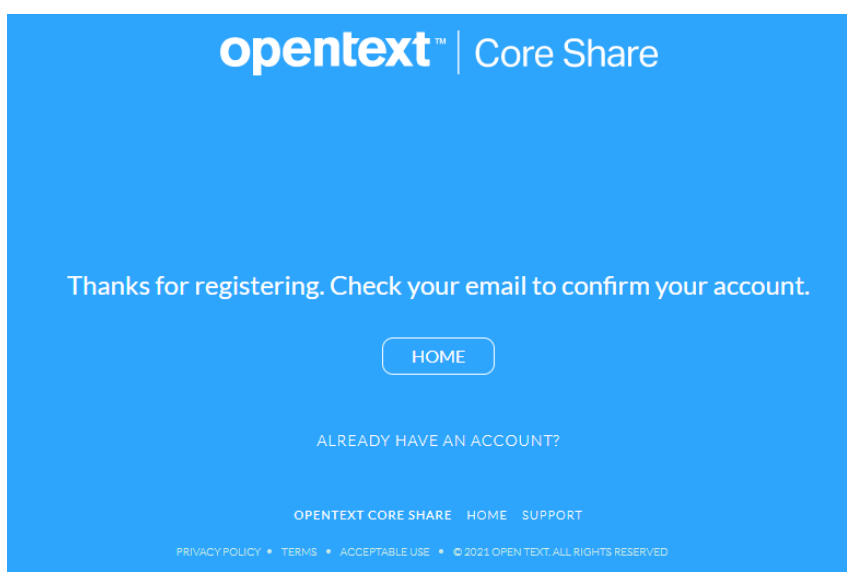 opentext™ | Core Share
Thanks for registering. Check your email to confirm your account.
HOME
ALREADY HAVE AN ACCOUNT?
OPENTEXT CORE SHARE HOME SUPPORT
PRIVACY POLICY • TERMS • ACCEPTABLE USE • © 2021 OPEN TEXT. ALL RIGHTS RESERVED